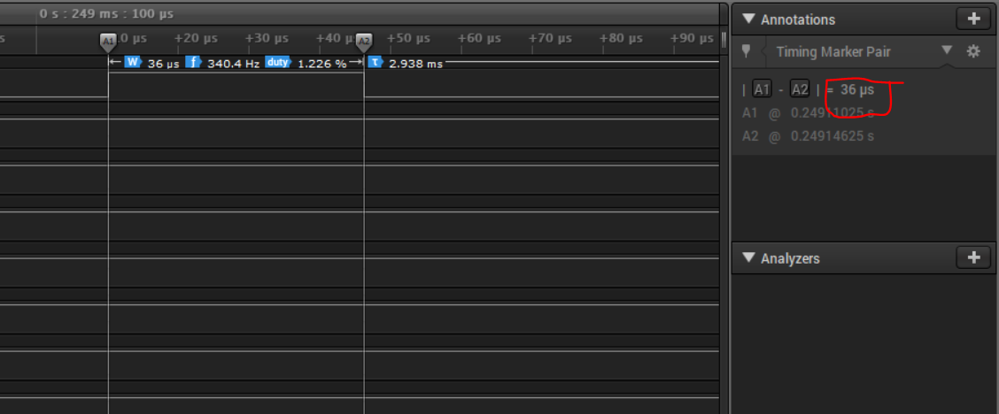 0 s : 249 ms : 100 µs
s
+20 µs +30 µs +50 µs +60 µs +70 µs +80 µs +90 µs
A1 0 µs +40 µ A2
W 36 µs f 340.4 Hz duty 1.226 % T 2.938 ms
Annotations +
Timing Marker Pair
| A1 - A2 | = 36 µs
A1 @ 0.24911025 s
A2 @ 0.24914625 s
Analyzers +